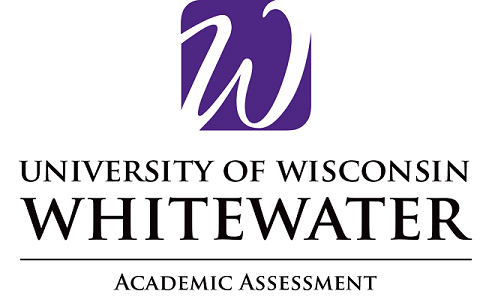 W
UNIVERSITY OF WISCONSIN
WHITEWATER
ACADEMIC ASSESSMENT